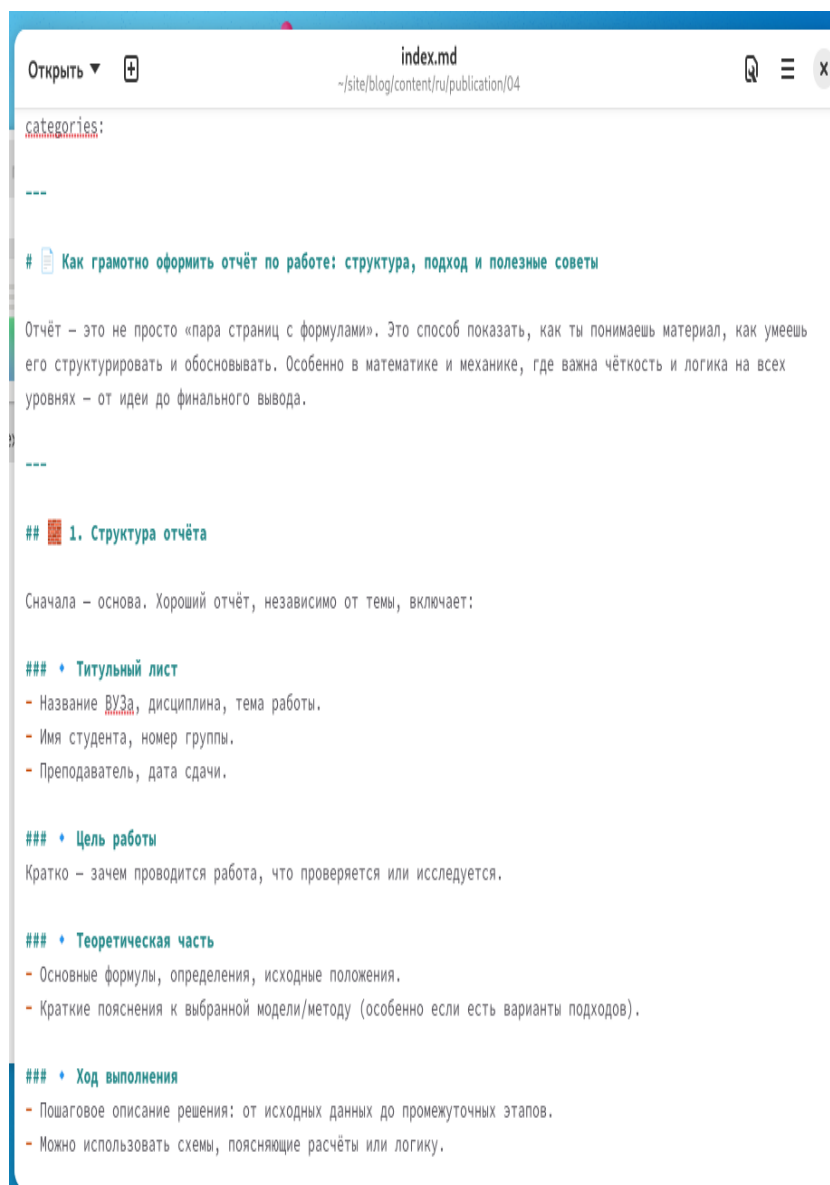 Открыть
index.md
~/site/blog/content/ru/publication/04
categories:
---
# 📄 Как грамотно оформить отчёт по работе: структура, подход и полезные советы
Отчёт — это не просто «пара страниц с формулами». Это способ показать, как ты понимаешь материал, как умеешь
его структурировать и обосновывать. Особенно в математике и механике, где важна чёткость и логика на всех
уровнях — от идеи до финального вывода.
---
## 🧱 1. Структура отчёта
Сначала — основа. Хороший отчёт, независимо от темы, включает:
### 🔹 Титульный лист
- Название ВУЗа, дисциплина, тема работы.
- Имя студента, номер группы.
- Преподаватель, дата сдачи.
### 🔹 Цель работы
Кратко — зачем проводится работа, что проверяется или исследуется.
### 🔹 Теоретическая часть
- Основные формулы, определения, исходные положения.
- Краткие пояснения к выбранной модели/методу (особенно если есть варианты подходов).
### 🔹 Ход выполнения
- Пошаговое описание решения: от исходных данных до промежуточных этапов.
- Можно использовать схемы, поясняющие расчёты или логику.